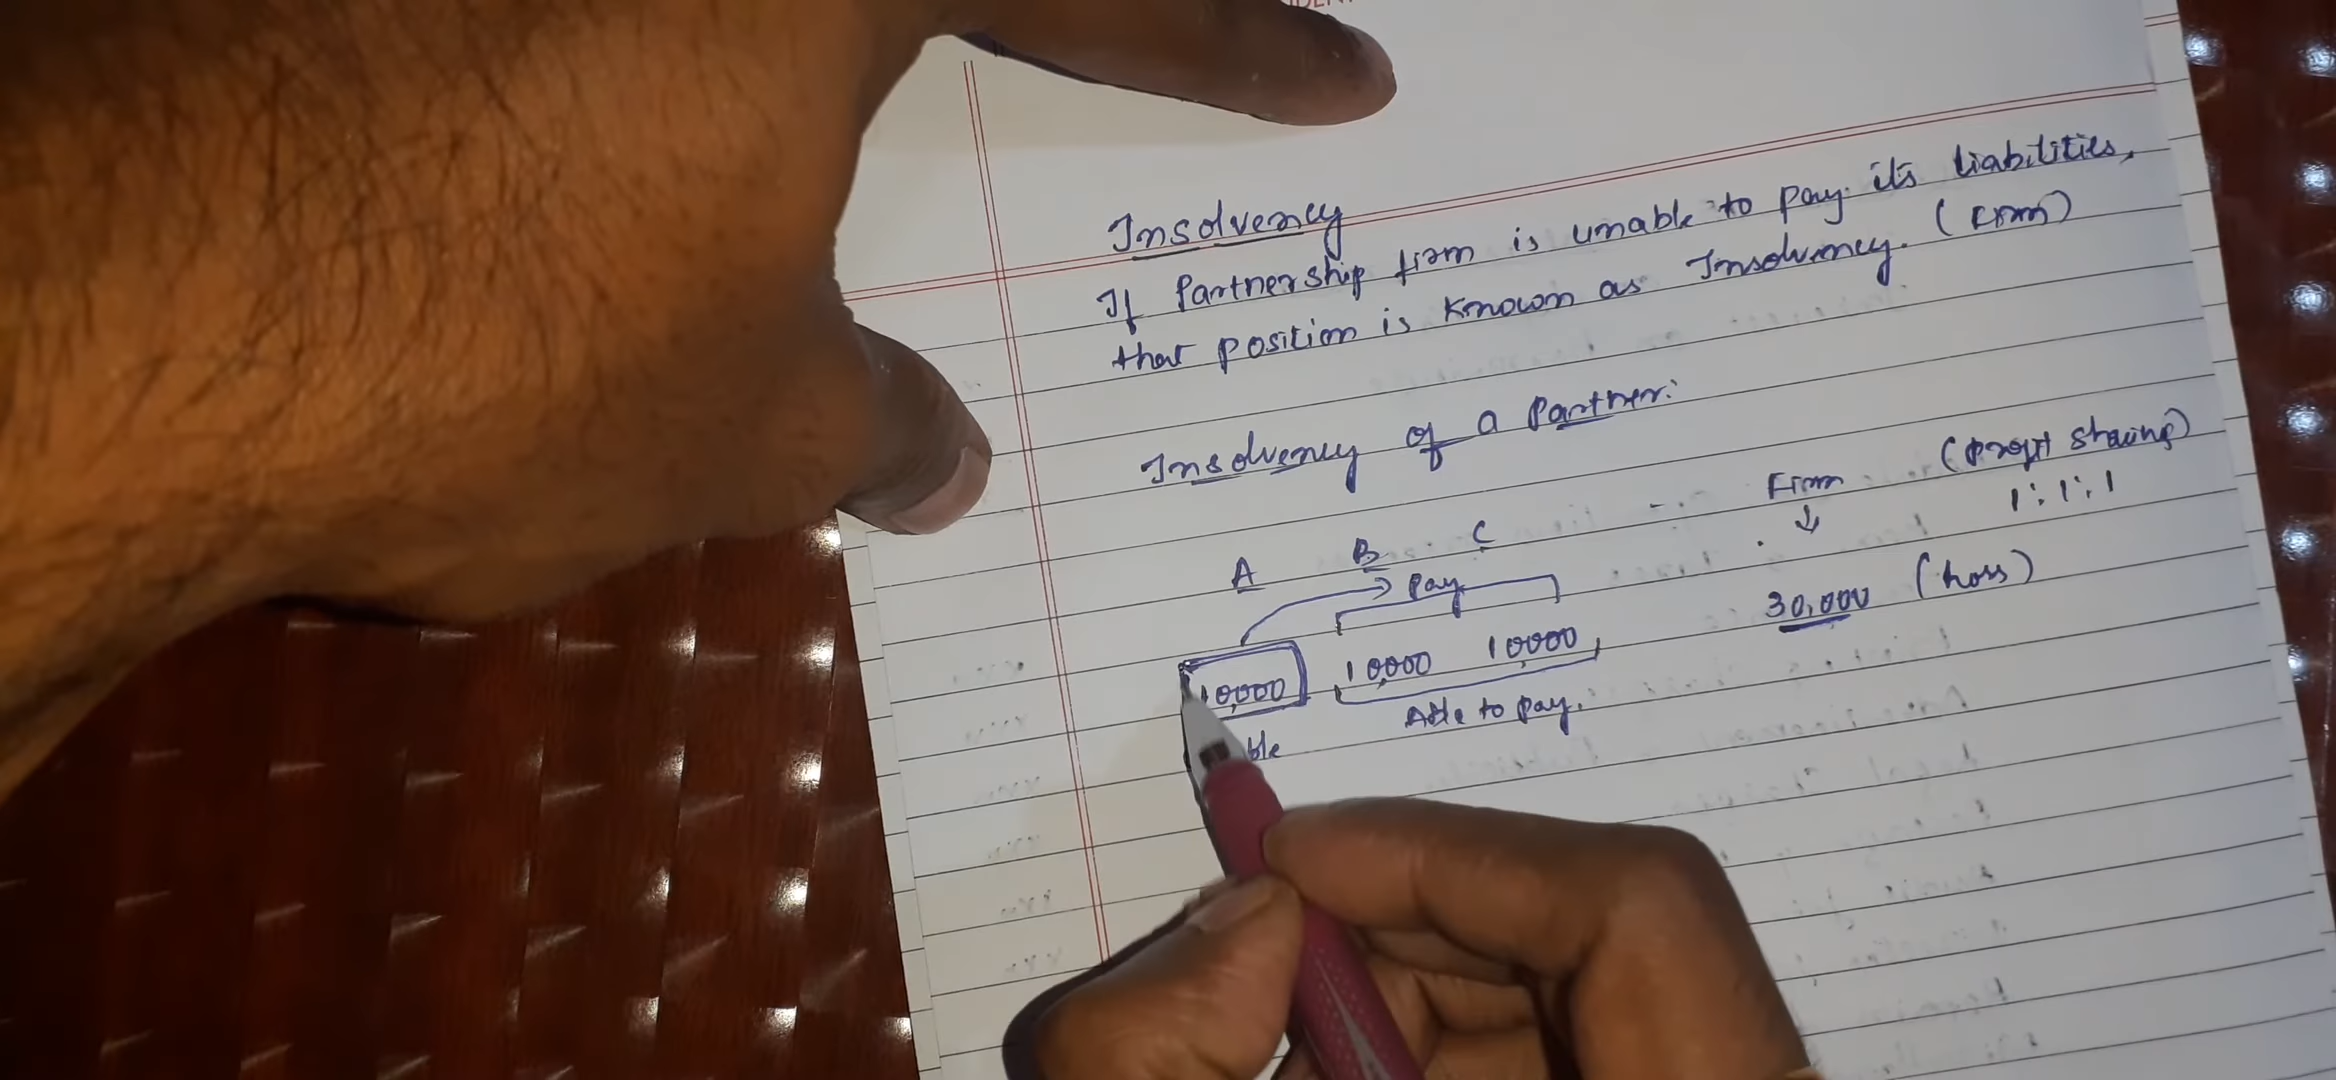 Insolvency
If Partnership firm is unable to pay its liabilities,
that position is known as Insolvency. (Firm)
Insolvency of a Partner:
A B C Firm (Profit sharing)
↓ 1:1:1
→ Pay
10,000 10,000 10,000 30,000 (Loss)
Able to pay.
ble